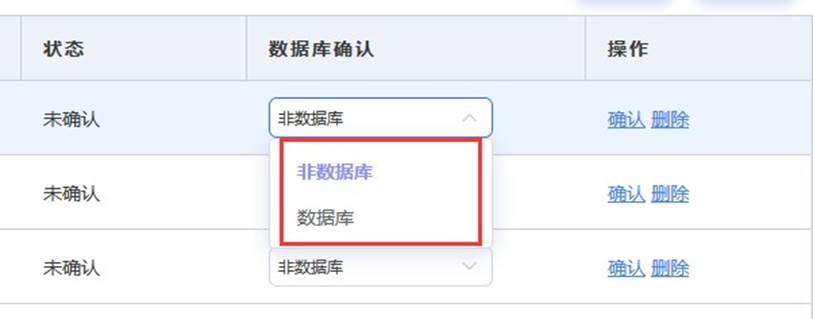 状态 数据库确认 操作
未确认 非数据库 确认 删除
非数据库
未确认 确认 删除
数据库
未确认 非数据库 确认 删除